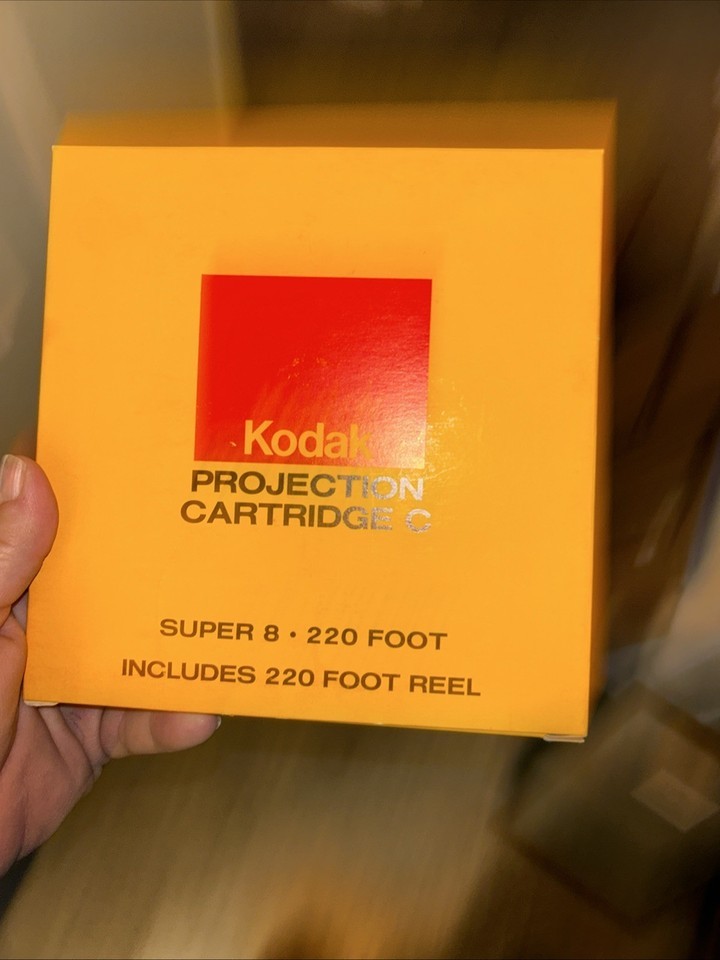 Kodak
PROJECTION
CARTRIDGE C
SUPER 8 • 220 FOOT
INCLUDES 220 FOOT REEL